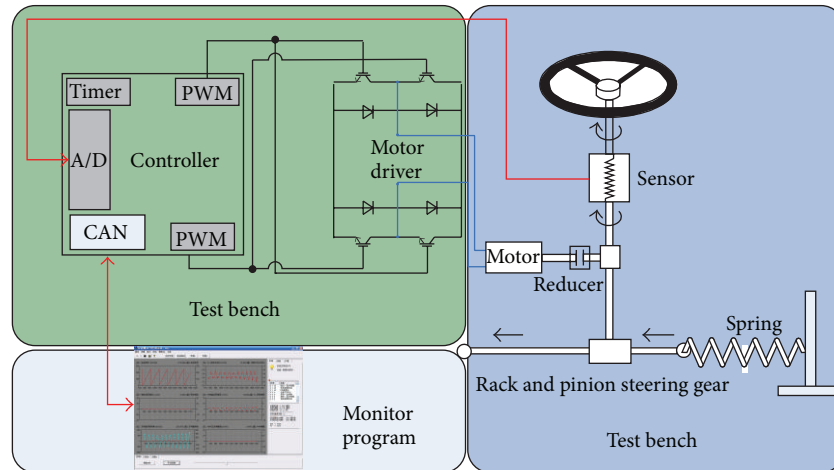 Timer
PWM
A/D
Controller
CAN
PWM
Motor
driver
Test bench
Sensor
Motor
Reducer
Spring
Rack and pinion steering gear
Test bench
Monitor
program